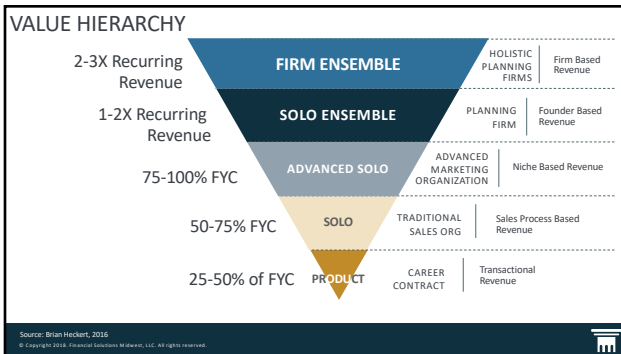 VALUE HIERARCHY
2-3X Recurring
Revenue
FIRM ENSEMBLE
HOLISTIC
PLANNING
FIRMS
Firm Based
Revenue
1-2X Recurring
Revenue
SOLO ENSEMBLE
PLANNING
FIRM
Founder Based
Revenue
75-100% FYC
ADVANCED SOLO
ADVANCED
MARKETING
ORGANIZATION
Niche Based Revenue
50-75% FYC
SOLO
TRADITIONAL
SALES ORG
Sales Process Based
Revenue
25-50% of FYC
PRODUCT
CAREER
CONTRACT
Transactional
Revenue
Source: Brian Heckert, 2016
© Copyright 2018. Financial Solutions Midwest, LLC. All rights reserved.